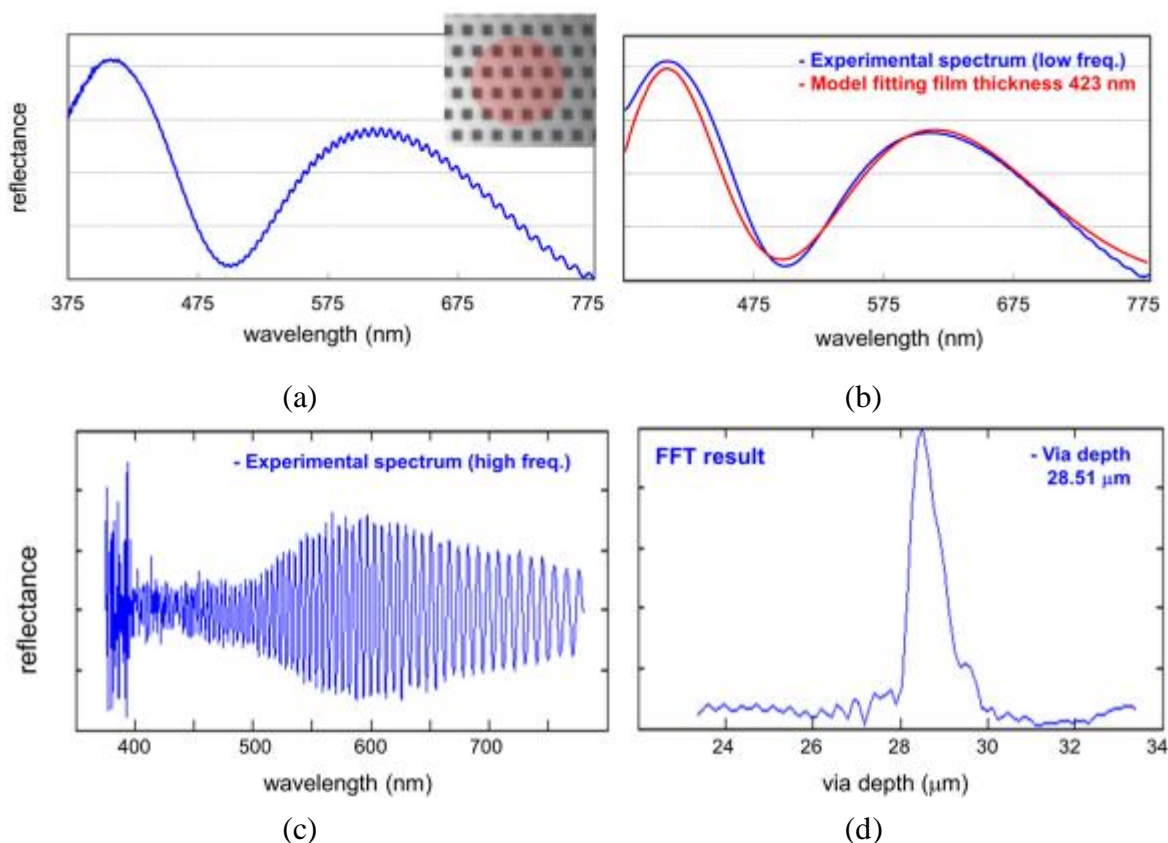 reflectance
375 475 575 675 775
wavelength (nm)
(a)
- Experimental spectrum (low freq.)
- Model fitting film thickness 423 nm
475 575 675 775
wavelength (nm)
(b)
- Experimental spectrum (high freq.)
reflectance
400 500 600 700
wavelength (nm)
(c)
FFT result
- Via depth
28.51 μm
24 26 28 30 32 34
via depth (μm)
(d)